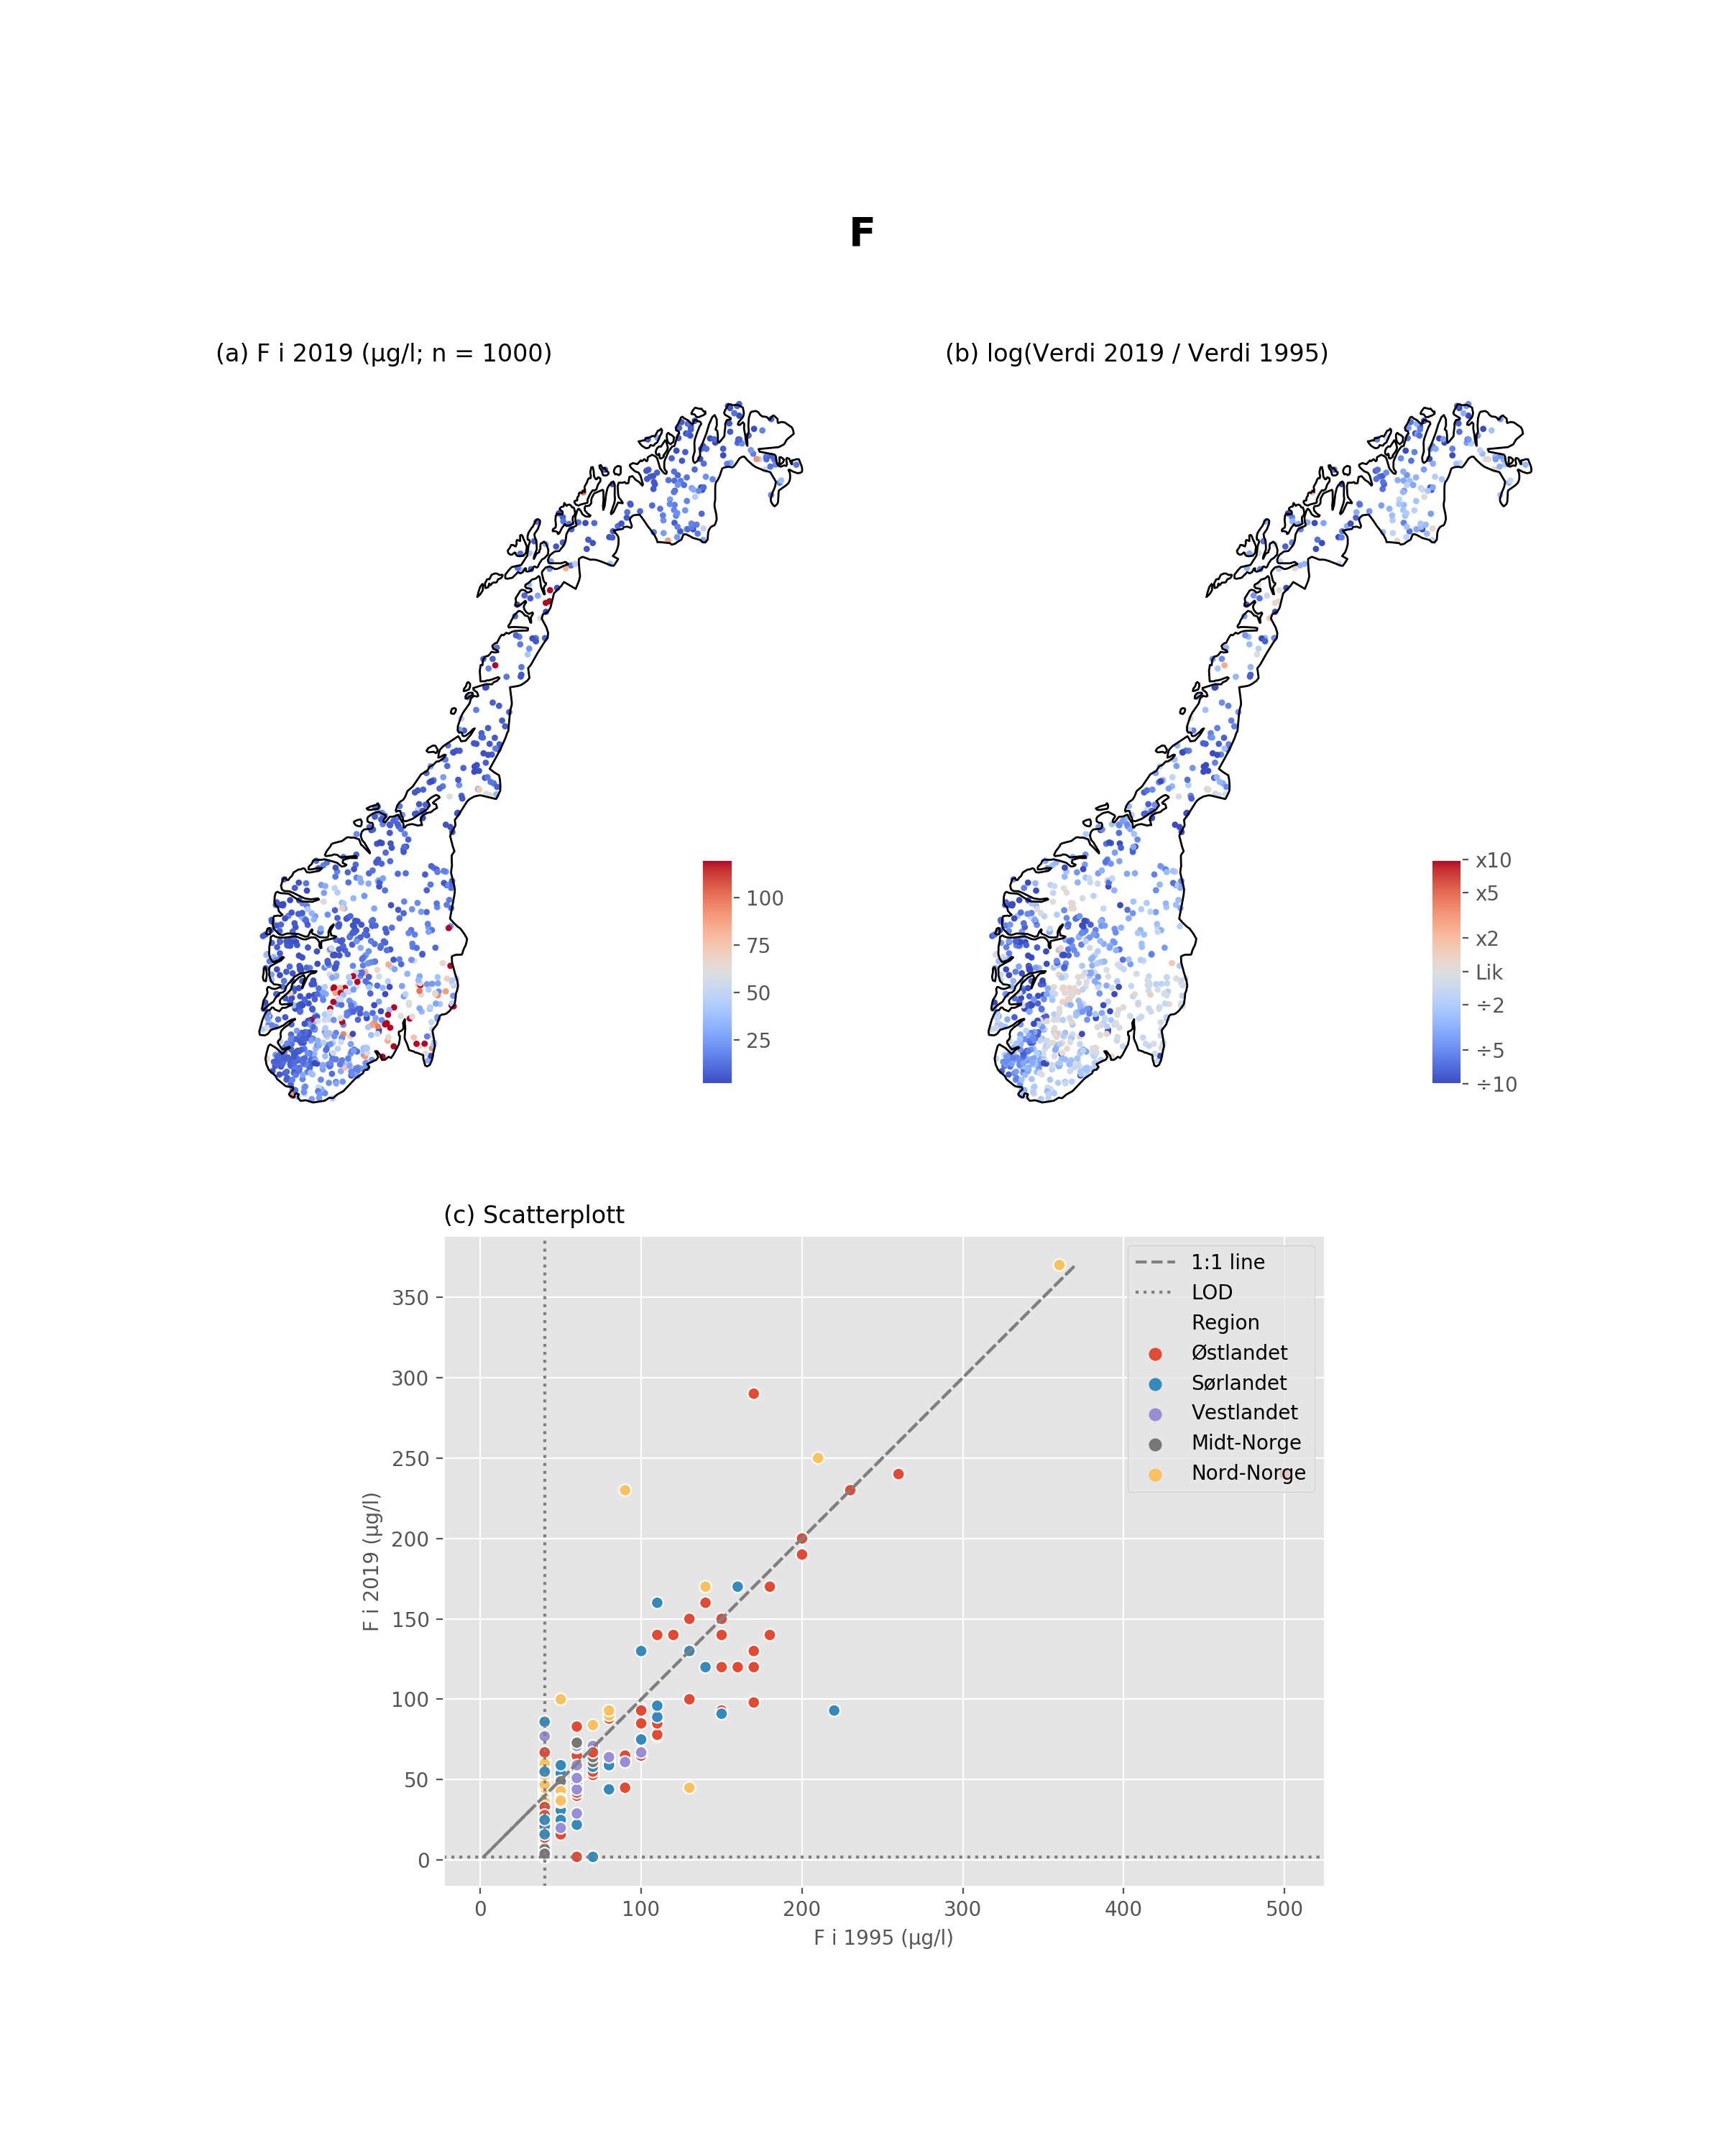 F
(a) F i 2019 (µg/l; n = 1000)
(b) log(Verdi 2019 / Verdi 1995)
100
75
50
25
x10
x5
x2
Lik
÷2
÷5
÷10
(c) Scatterplott
1:1 line
LOD
Region
Østlandet
Sørlandet
Vestlandet
Midt-Norge
Nord-Norge
350
300
250
200
150
100
50
0
F i 2019 (µg/l)
0 100 200 300 400 500
F i 1995 (µg/l)